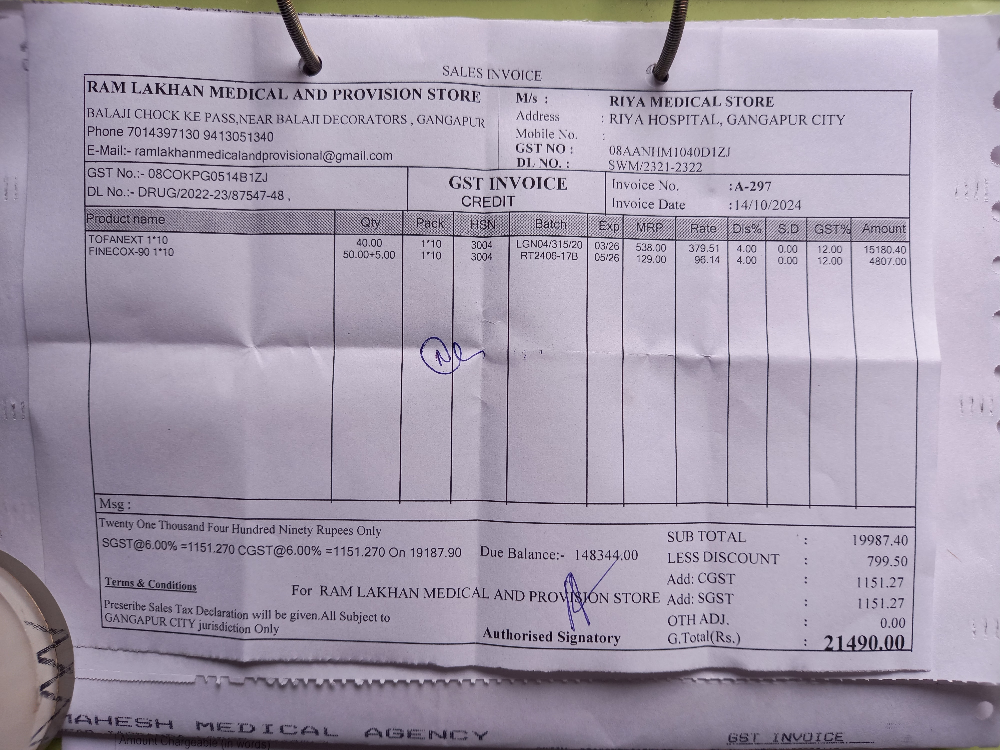 SALES INVOICE
RAM LAKHAN MEDICAL AND PROVISION STORE
BALAJI CHOCK KE PASS,NEAR BALAJI DECORATORS , GANGAPUR
Phone 7014397130 9413051340
E-Mail:- ramlakhanmedicalandprovisional@gmail.com
M/s : RIYA MEDICAL STORE
Address : RIYA HOSPITAL, GANGAPUR CITY
Mobile No. :
GST NO : 08AANHM1040D1ZJ
DL NO. : SWM/2321-2322
GST No.:- 08COKPG0514B1ZJ
DL No.:- DRUG/2022-23/87547-48 ,
GST INVOICE
CREDIT
Invoice No. :A-297
Invoice Date :14/10/2024
Product name Qty Pack HSN Batch Exp MRP Rate Dis% S.D GST% Amount
TOFANEXT 1*10 40.00 1*10 3004 LGN04/315/20 03/26 538.00 379.51 4.00 0.00 12.00 15180.40
FINECOX-90 1*10 50.00+5.00 1*10 3004 RT2406-17B 05/26 129.00 96.14 4.00 0.00 12.00 4807.00
Msg :
Twenty One Thousand Four Hundred Ninety Rupees Only
SGST@6.00% =1151.270 CGST@6.00% =1151.270 On 19187.90 Due Balance:- 148344.00
SUB TOTAL : 19987.40
LESS DISCOUNT : 799.50
Add: CGST : 1151.27
Add: SGST : 1151.27
OTH ADJ. : 0.00
G.Total(Rs.) : 21490.00
Terms & Conditions
For RAM LAKHAN MEDICAL AND PROVISION STORE
Preseribe Sales Tax Declaration will be given.All Subject to
GANGAPUR CITY jurisdiction Only
Authorised Signatory
MAHESH MEDICAL AGENCY
GST INVOICE
Amount Chargeable (in words)